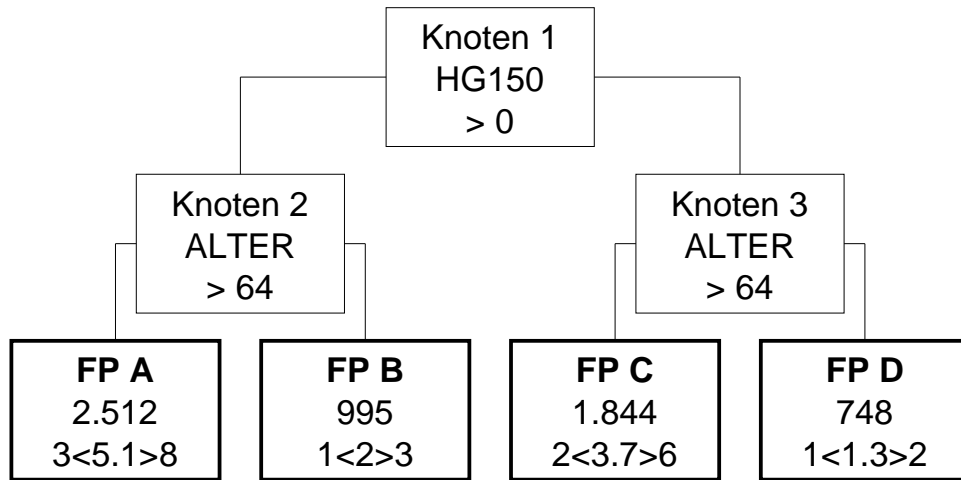 Knoten 1
HG150
> 0
Knoten 2
ALTER
> 64
Knoten 3
ALTER
> 64
FP A
2.512
3<5.1>8
FP B
995
1<2>3
FP C
1.844
2<3.7>6
FP D
748
1<1.3>2